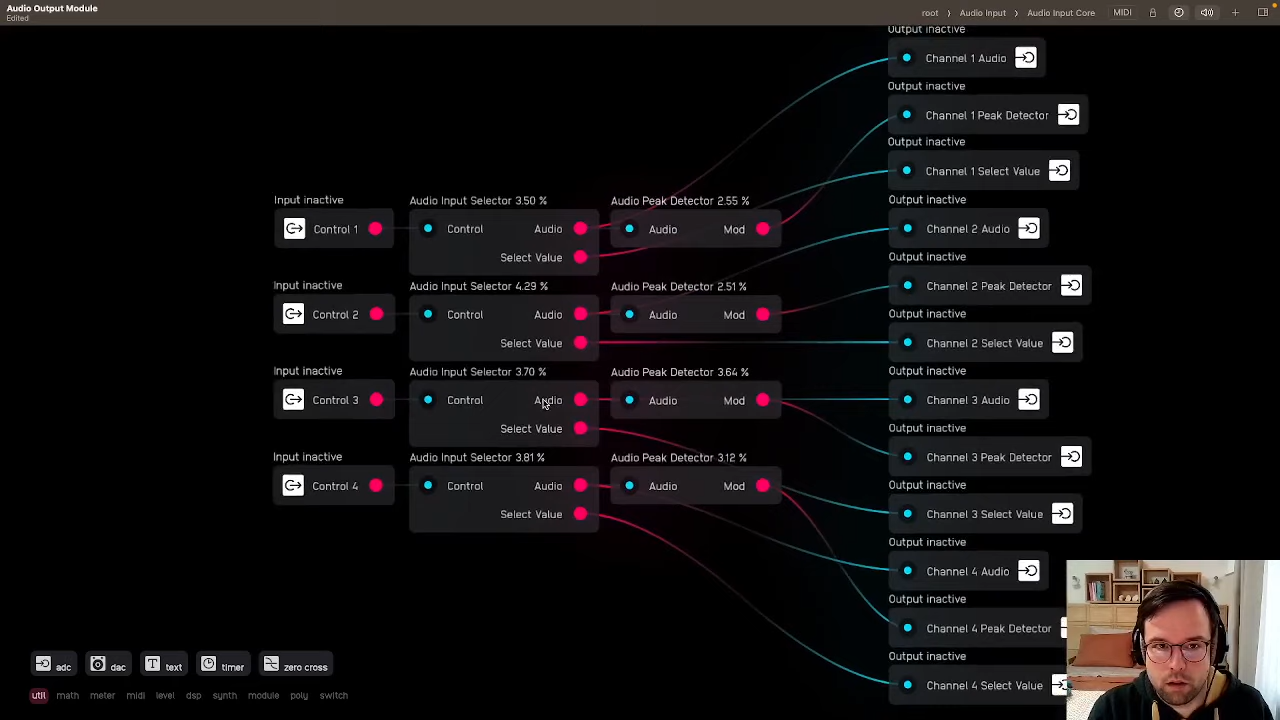 Audio Output Module
Edited
root > Audio Input > Audio Input Core MIDI
Output inactive
Channel 1 Audio
Output inactive
Channel 1 Peak Detector
Output inactive
Channel 1 Select Value
Input inactive
Control 1
Audio Input Selector 3.50 %
Control Audio
Select Value
Audio Peak Detector 2.55 %
Audio Mod
Output inactive
Channel 2 Audio
Output inactive
Channel 2 Peak Detector
Input inactive
Control 2
Audio Input Selector 4.29 %
Control Audio
Select Value
Audio Peak Detector 2.51 %
Audio Mod
Output inactive
Channel 2 Select Value
Input inactive
Control 3
Audio Input Selector 3.70 %
Control Audio
Select Value
Audio Peak Detector 3.64 %
Audio Mod
Output inactive
Channel 3 Audio
Output inactive
Channel 3 Peak Detector
Input inactive
Control 4
Audio Input Selector 3.81 %
Control Audio
Select Value
Audio Peak Detector 3.12 %
Audio Mod
Output inactive
Channel 3 Select Value
Output inactive
Channel 4 Audio
Output inactive
Channel 4 Peak Detector
Output inactive
Channel 4 Select Value
adc dac text timer zero cross
util math meter midi level dsp synth module poly switch